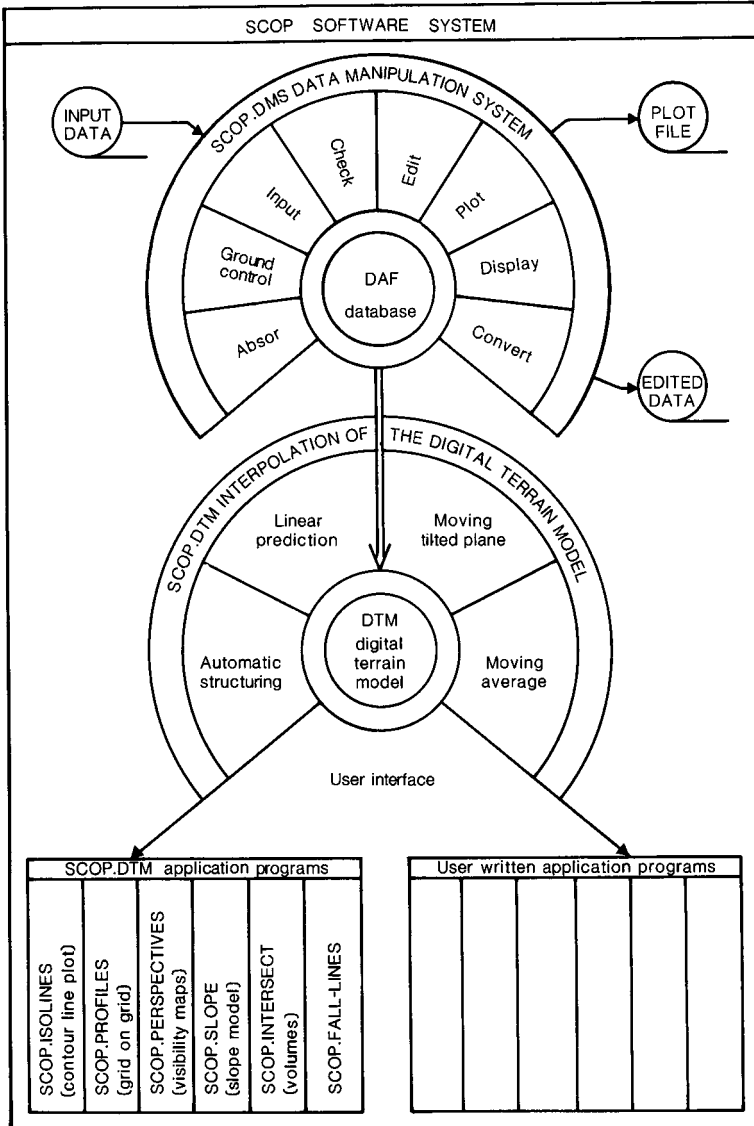 SCOP SOFTWARE SYSTEM
INPUT
DATA
SCOP.DMS DATA MANIPULATION SYSTEM
PLOT
FILE
Absor
Ground
control
Input
Check
Edit
Plot
Display
Convert
DAF
database
EDITED
DATA
SCOP.DTM INTERPOLATION OF THE DIGITAL TERRAIN MODEL
Linear
prediction
Moving
tilted plane
Automatic
structuring
DTM
digital
terrain
model
Moving
average
User interface
SCOP.DTM application programs
SCOP.ISOLINES
(contour line plot)
SCOP.PROFILES
(grid on grid)
SCOP.PERSPECTIVES
(visibility maps)
SCOP.SLOPE
(slope model)
SCOP.INTERSECT
(volumes)
SCOP.FALL-LINES
User written application programs